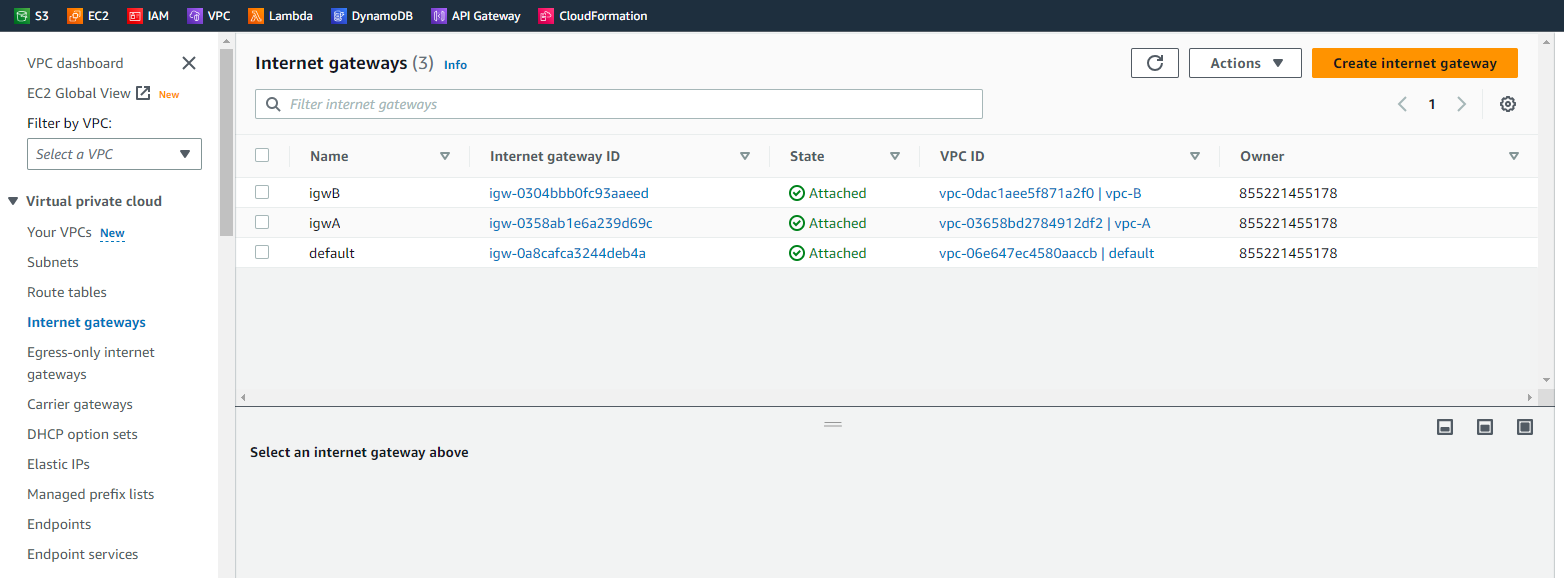 S3 EC2 IAM VPC Lambda DynamoDB API Gateway CloudFormation
VPC dashboard
EC2 Global View New
Filter by VPC:
Select a VPC
Virtual private cloud
Your VPCs New
Subnets
Route tables
Internet gateways
Egress-only internet
gateways
Carrier gateways
DHCP option sets
Elastic IPs
Managed prefix lists
Endpoints
Endpoint services
Internet gateways (3) Info
Actions
Create internet gateway
Filter internet gateways
1
Name Internet gateway ID State VPC ID Owner
igwB igw-0304bbb0fc93aaeed Attached vpc-0dac1aee5f871a2f0 | vpc-B 855221455178
igwA igw-0358ab1e6a239d69c Attached vpc-03658bd2784912df2 | vpc-A 855221455178
default igw-0a8cafca3244deb4a Attached vpc-06e647ec4580aaccb | default 855221455178
Select an internet gateway above